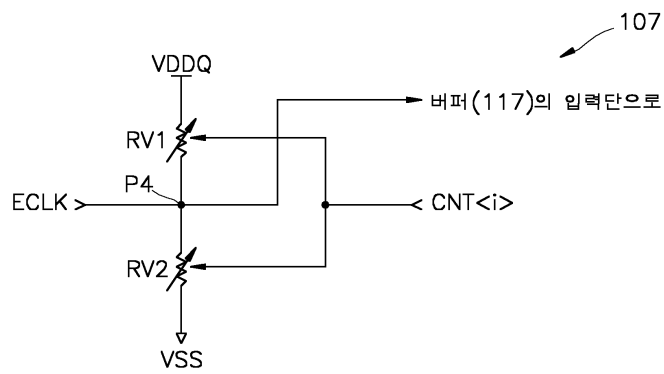 107
VDDQ
버퍼(117)의 입력단으로
RV1
P4
ECLK
CNT<i>
RV2
VSS